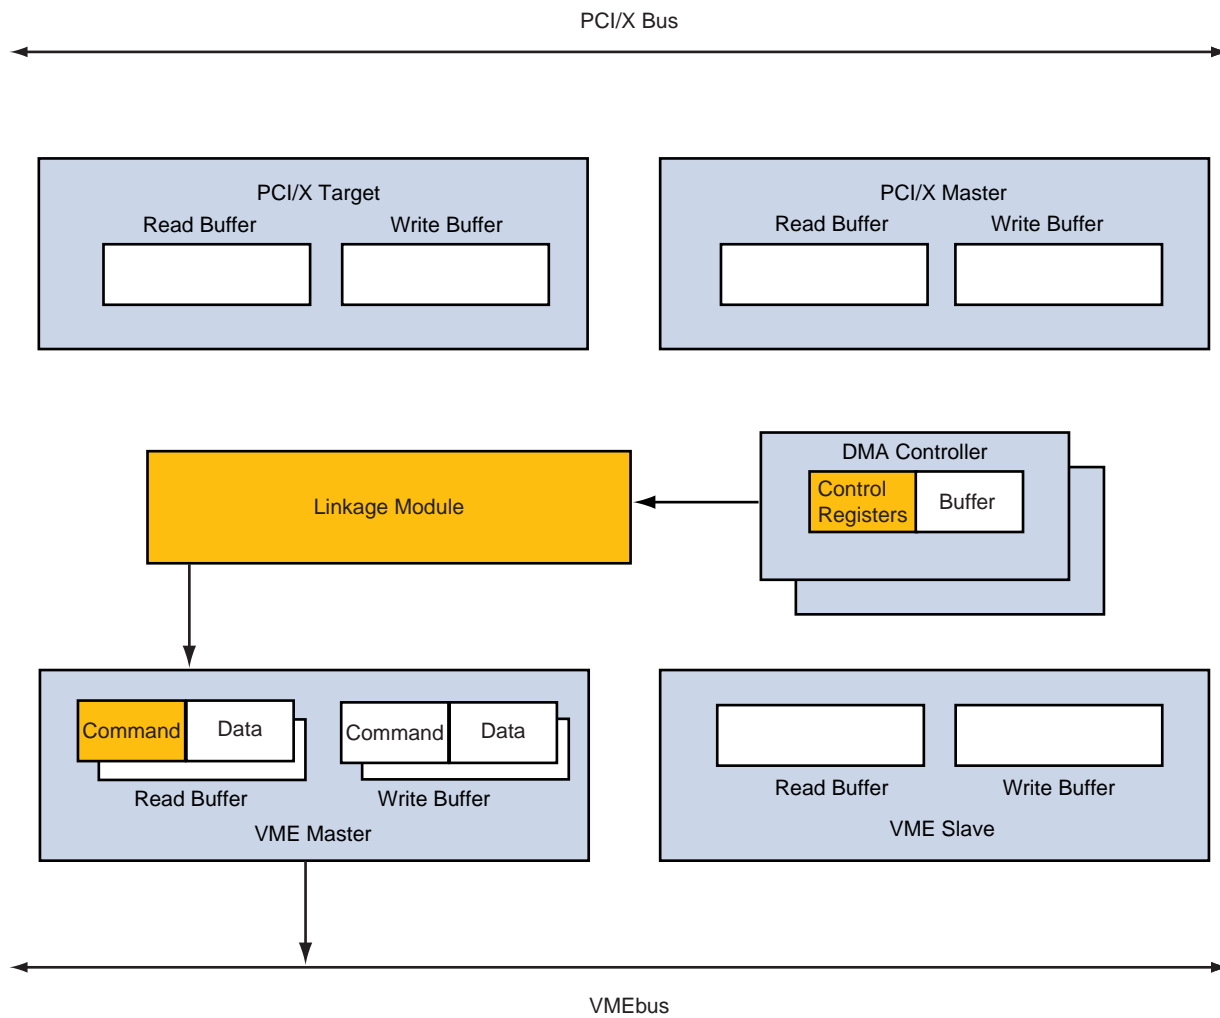 PCI/X Bus
PCI/X Target
Read Buffer
Write Buffer
PCI/X Master
Read Buffer
Write Buffer
Linkage Module
DMA Controller
Control
Registers
Buffer
Command
Data
Command
Data
Read Buffer
Write Buffer
VME Master
Read Buffer
Write Buffer
VME Slave
VMEbus